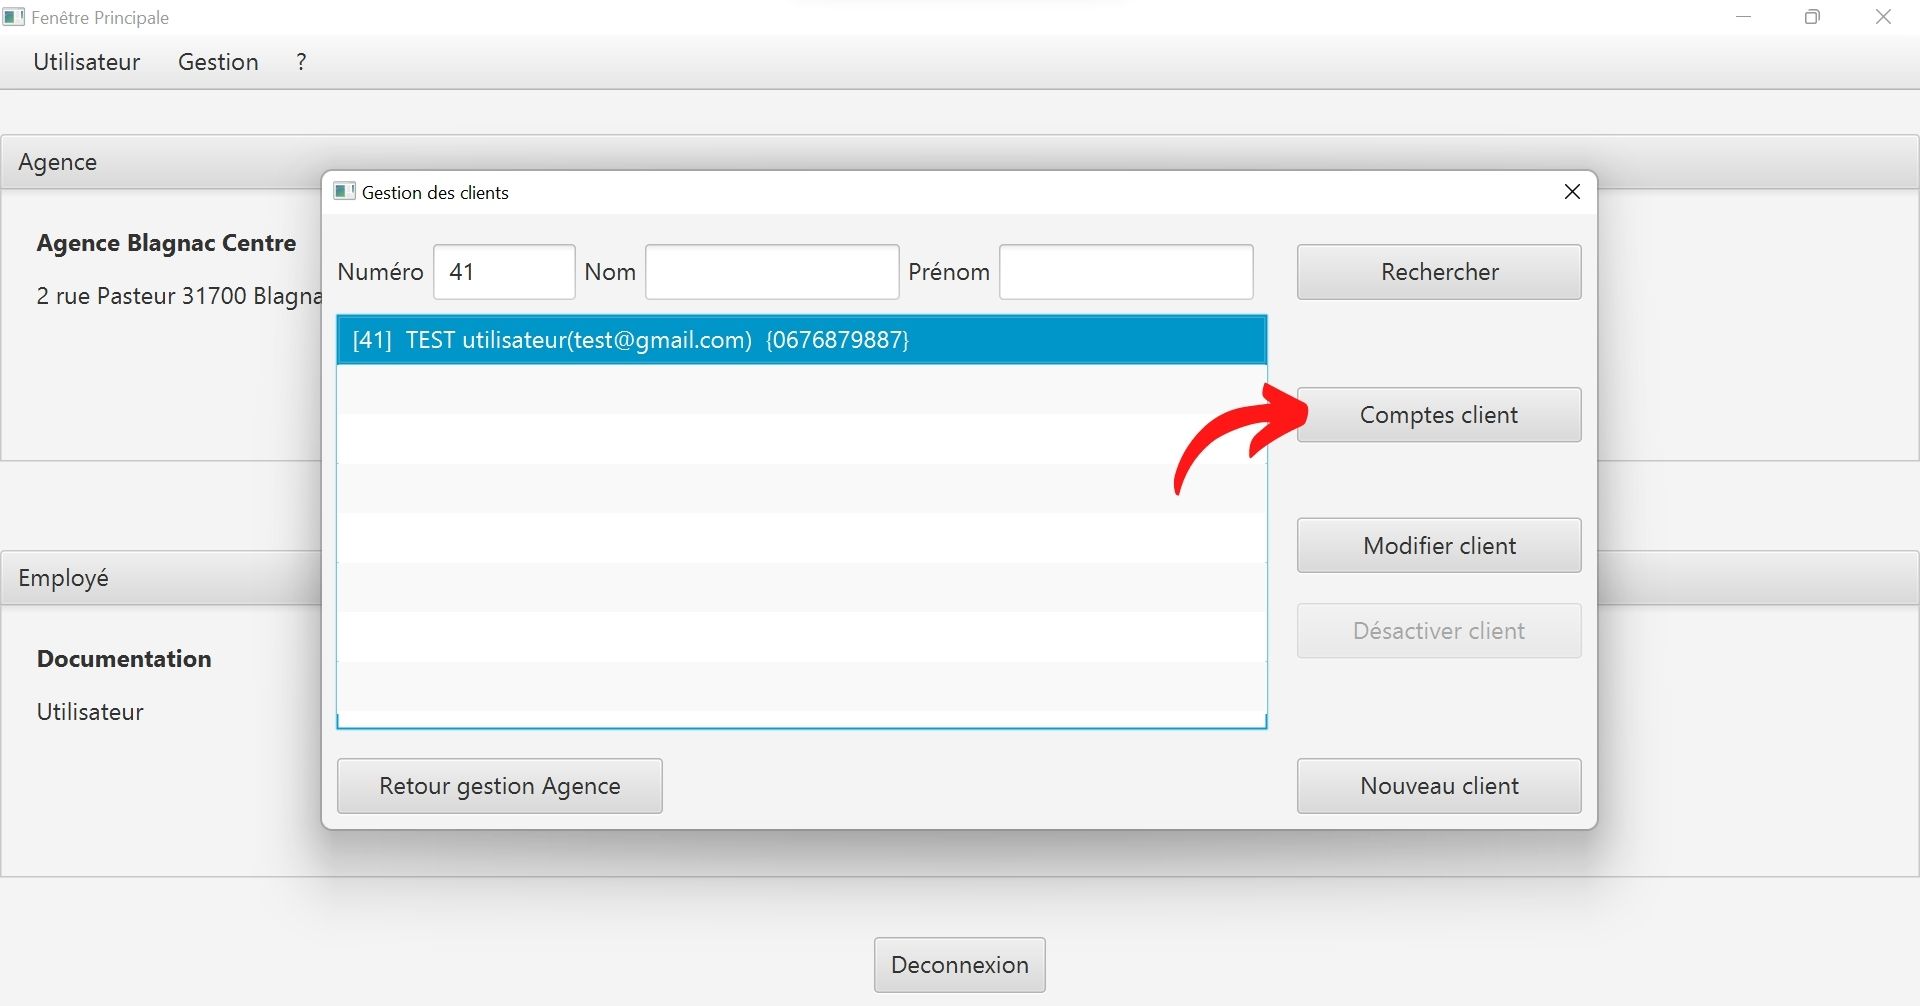 Fenêtre Principale
Utilisateur Gestion ?
Agence
Agence Blagnac Centre
2 rue Pasteur 31700 Blagna
Gestion des clients
Numéro 41 Nom Prénom Rechercher
[41] TEST utilisateur(test@gmail.com) {0676879887}
Comptes client
Modifier client
Désactiver client
Retour gestion Agence Nouveau client
Employé
Documentation
Utilisateur
Deconnexion